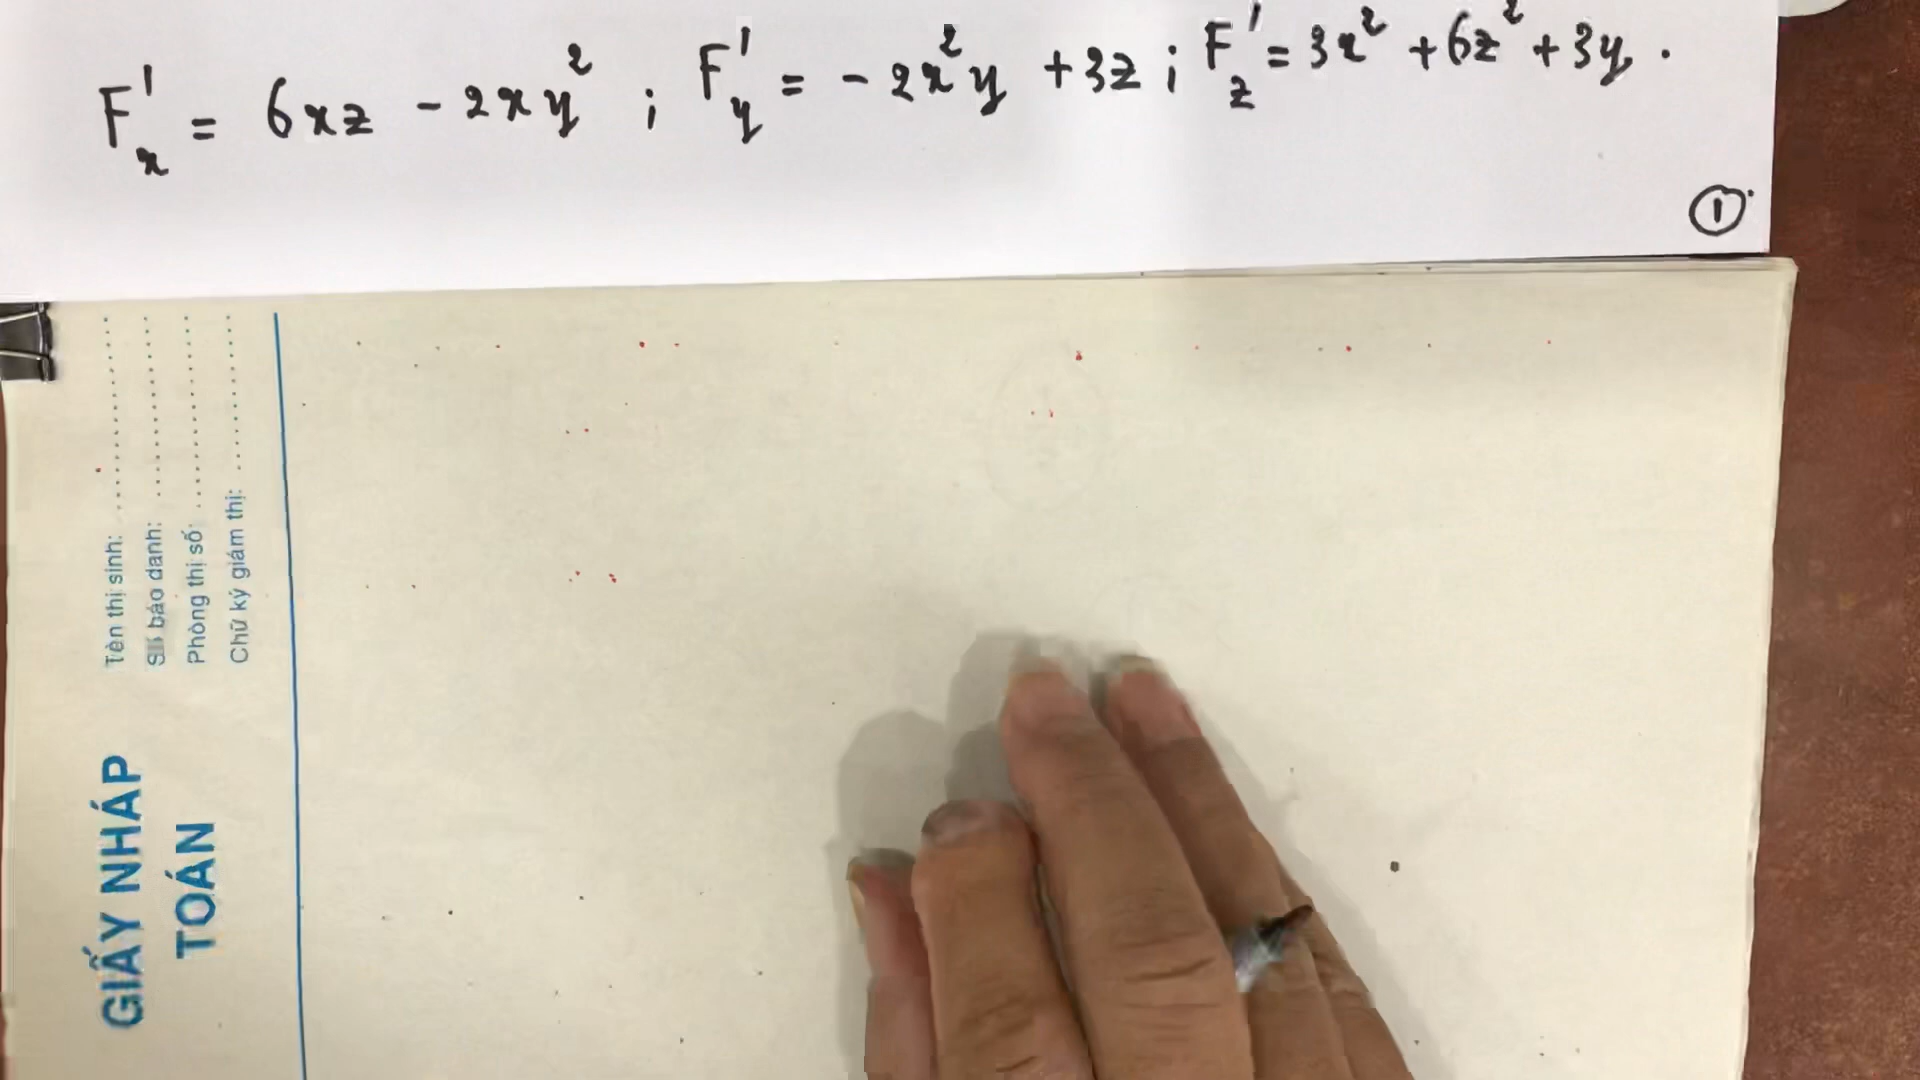 F'x = 6xz - 2xy² ; F'y = -2x²y + 3z ; F'z = 3x² + 6z² + 3y .
①
Tên thí sinh:
Số báo danh:
Phòng thi số:
Chữ ký giám thị:
GIẤY NHÁP
TOÁN